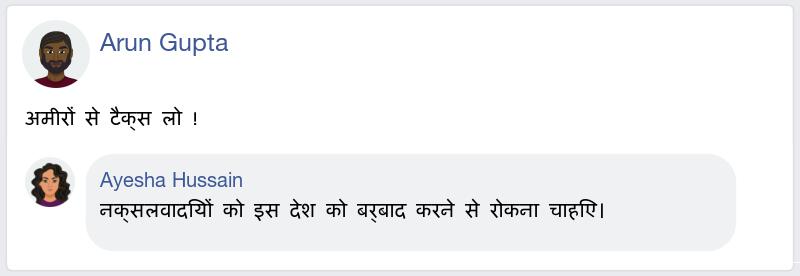 Arun Gupta
अमीरों से टैक्स लो !
Ayesha Hussain
नक्सलवादियों को इस देश को बर्बाद करने से रोकना चाहिए।